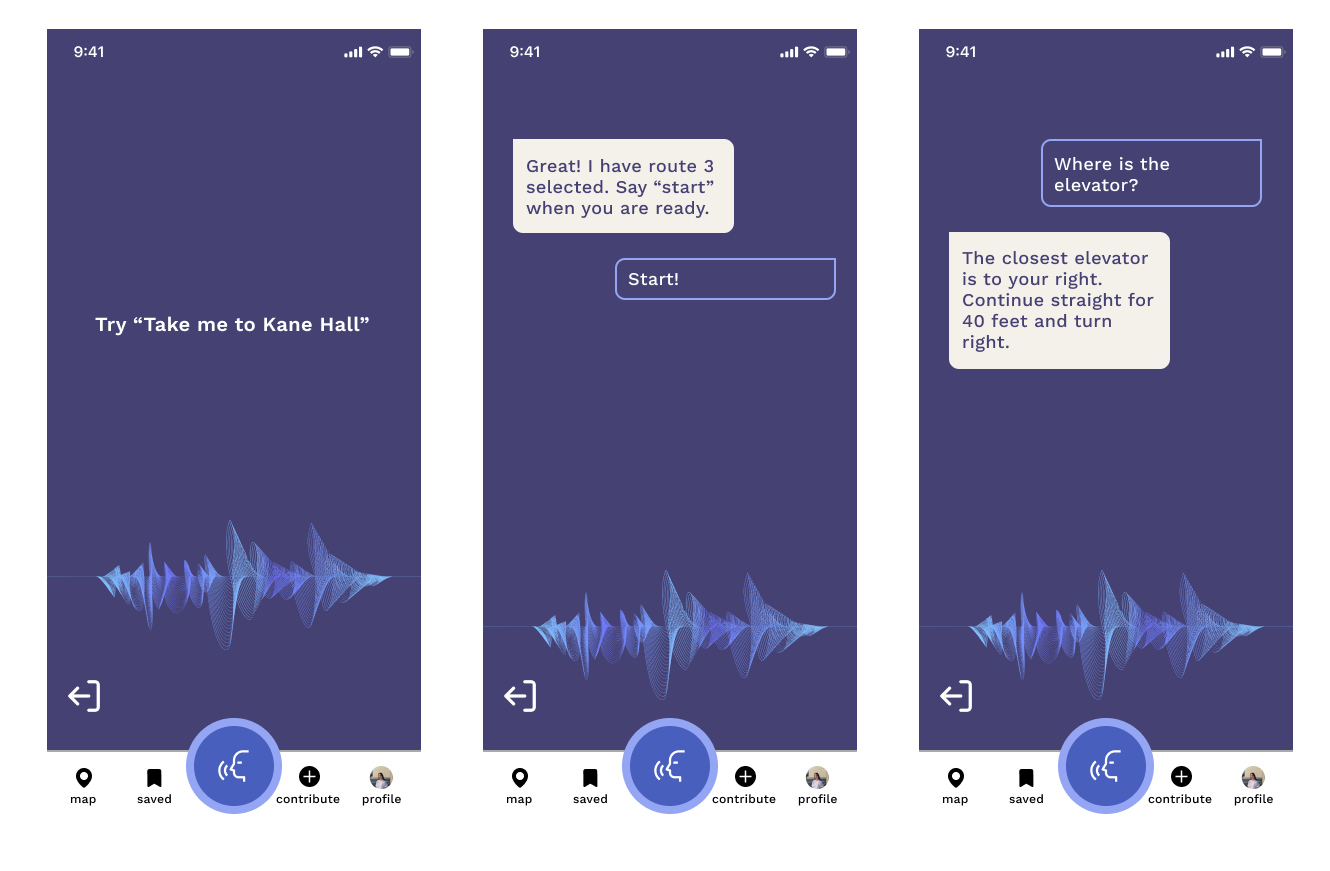 9:41
Try “Take me to Kane Hall”
map
saved
contribute
profile
9:41
Great! I have route 3
selected. Say “start”
when you are ready.
Start!
map
saved
contribute
profile
9:41
Where is the
elevator?
The closest elevator
is to your right.
Continue straight for
40 feet and turn
right.
map
saved
contribute
profile